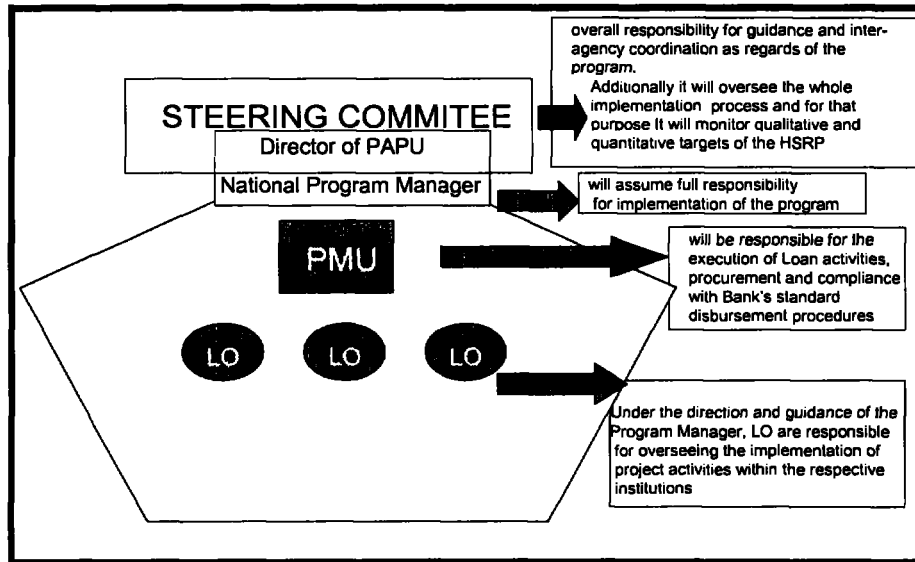 overall responsibility for guidance and inter-
agency coordination as regards of the
program.
Additionally it will oversee the whole
implementation process and for that
purpose It will monitor qualitative and
quantitative targets of the HSRP
STEERING COMMITEE
Director of PAPU
National Program Manager
will assume full responsibility
for implementation of the program
PMU
will be responsible for the
execution of Loan activities,
procurement and compliance
with Bank's standard
disbursement procedures
LO LO LO
Under the direction and guidance of the
Program Manager, LO are responsible
for overseeing the implementation of
project activities within the respective
institutions